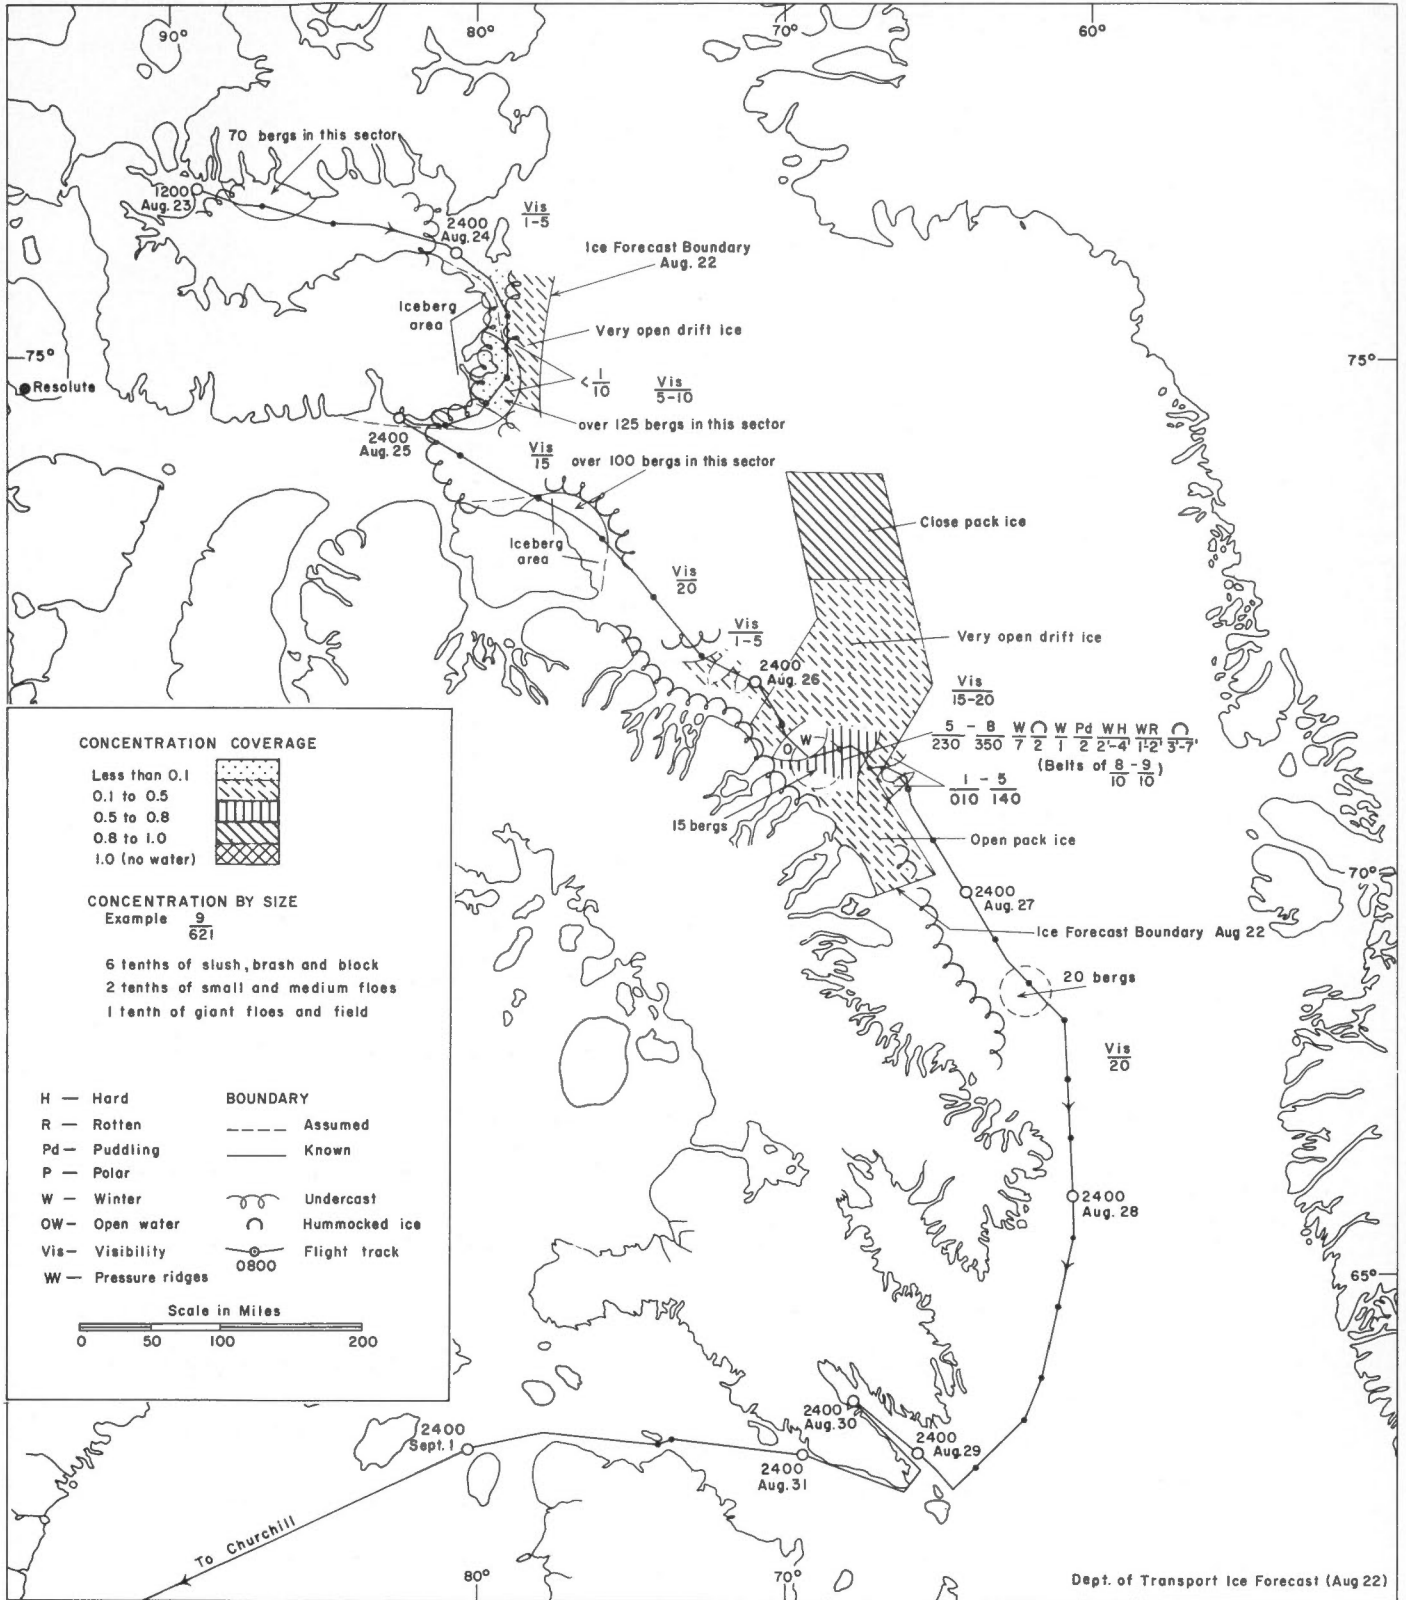 90°
80°
70°
60°
70 bergs in this sector
1200
Aug. 23
2400
Aug. 24
Vis
1-5
Ice Forecast Boundary
Aug. 22
Iceberg
area
Very open drift ice
75°
75°
Resolute
< 1
10
Vis
5-10
over 125 bergs in this sector
2400
Aug. 25
Vis
15
over 100 bergs in this sector
Close pack ice
Iceberg
area
Vis
20
Vis
1-5
Very open drift ice
2400
Aug. 26
Vis
15-20
W
O
5 - 8 W ∩ W Pd WH WR ∩
230 350 7 2 1 2 2'-4' 1'-2' 3'-7'
(Belts of 8 - 9)
10 10
1 - 5
010 140
15 bergs
Open pack ice
70°
2400
Aug. 27
Ice Forecast Boundary Aug 22
20 bergs
Vis
20
2400
Aug. 28
65°
2400
Aug. 30
2400
Aug. 29
2400
Sept. 1
2400
Aug. 31
To Churchill
80°
70°
Dept. of Transport Ice Forecast (Aug 22)
CONCENTRATION COVERAGE
Less than 0.1
0.1 to 0.5
0.5 to 0.8
0.8 to 1.0
1.0 (no water)
CONCENTRATION BY SIZE
Example 9
621
6 tenths of slush, brash and block
2 tenths of small and medium floes
1 tenth of giant floes and field
H — Hard
R — Rotten
Pd — Puddling
P — Polar
W — Winter
OW — Open water
Vis — Visibility
W — Pressure ridges
BOUNDARY
Assumed
Known
Undercast
Hummocked ice
Flight track
0800
Scale in Miles
0 50 100 200